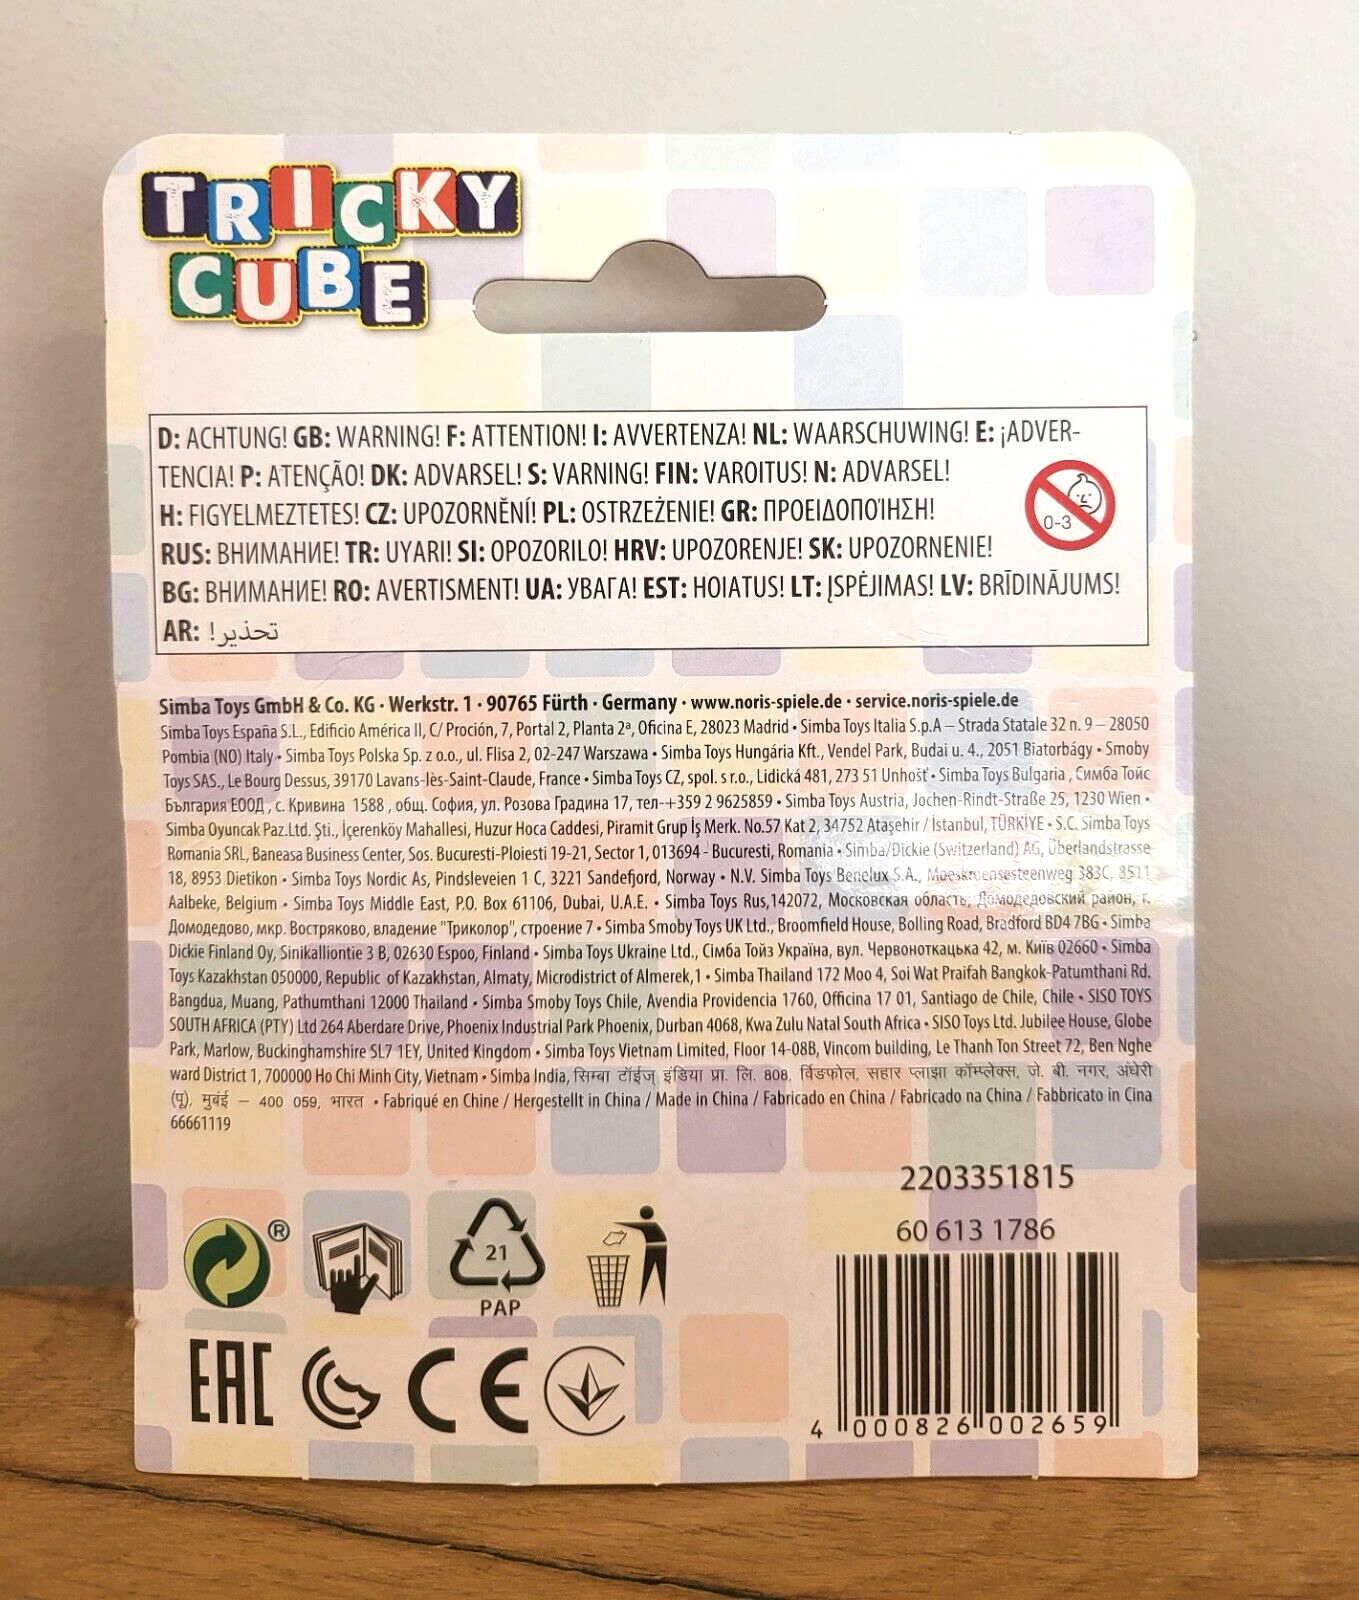 TRICKY
CUBE
D: ACHTUNG! GB: WARNING! F: ATTENTION! I: AVVERTENZA! NL: WAARSCHUWING! E: ¡ADVER-
TENCIA! P: ATENÇÃO! DK: ADVARSEL! S: VARNING! FIN: VAROITUS! N: ADVARSEL!
H: FIGYELMEZTETES! CZ: UPOZORNĚNÍ! PL: OSTRZEŻENIE! GR: ΠΡΟΕΙΔΟΠΟΊΗΣΗ!
RUS: ВНИМАНИЕ! TR: UYARI! SI: OPOZORILO! HRV: UPOZORENJE! SK: UPOZORNENIE!
BG: ВНИМАНИЕ! RO: AVERTISMENT! UA: УВАГА! EST: HOIATUS! LT: ĮSPĖJIMAS! LV: BRĪDINĀJUMS!
AR: تحذير!
0-3
Simba Toys GmbH & Co. KG · Werkstr. 1 · 90765 Fürth · Germany · www.noris-spiele.de · service.noris-spiele.de
Simba Toys España S.L., Edificio América II, C/ Proción, 7, Portal 2, Planta 2ª, Oficina E, 28023 Madrid • Simba Toys Italia S.p.A – Strada Statale 32 n. 9 – 28050
Pombia (NO) Italy • Simba Toys Polska Sp. z o.o., ul. Flisa 2, 02-247 Warszawa • Simba Toys Hungária Kft., Vendel Park, Budai u. 4., 2051 Biatorbágy • Smoby
Toys SAS., Le Bourg Dessus, 39170 Lavans-lès-Saint-Claude, France • Simba Toys CZ, spol. s r.o., Lidická 481, 273 51 Unhošť • Simba Toys Bulgaria , Симба Тойс
България ЕООД , с. Кривина 1588 , общ. София, ул. Розова Градина 17, тел-+359 2 9625859 • Simba Toys Austria, Jochen-Rindt-Straße 25, 1230 Wien •
Simba Oyuncak Paz.Ltd. Şti., İçerenköy Mahallesi, Huzur Hoca Caddesi, Piramit Grup İş Merk. No.57 Kat 2, 34752 Ataşehir / İstanbul, TÜRKİYE • S.C. Simba Toys
Romania SRL, Baneasa Business Center, Sos. Bucuresti-Ploiesti 19-21, Sector 1, 013694 - Bucuresti, Romania • Simba/Dickie (Switzerland) AG, Überlandstrasse
18, 8953 Dietikon • Simba Toys Nordic As, Pindsleveien 1 C, 3221 Sandefjord, Norway • N.V. Simba Toys Benelux S.A., Moeskroensesteenweg 383C, 8511
Aalbeke, Belgium • Simba Toys Middle East, P.O. Box 61106, Dubai, U.A.E. • Simba Toys Rus,142072, Московская область, Домодедовский район, г.
Домодедово, мкр. Востряково, владение "Триколор", строение 7 • Simba Smoby Toys UK Ltd., Broomfield House, Bolling Road, Bradford BD4 7BG • Simba
Dickie Finland Oy, Sinikalliontie 3 B, 02630 Espoo, Finland • Simba Toys Ukraine Ltd., Сімба Тойз Україна, вул. Червоноткацька 42, м. Київ 02660 • Simba
Toys Kazakhstan 050000, Republic of Kazakhstan, Almaty, Microdistrict of Almerek,1 • Simba Thailand 172 Moo 4, Soi Wat Praifah Bangkok-Patumthani Rd.
Bangdua, Muang, Pathumthani 12000 Thailand • Simba Smoby Toys Chile, Avendia Providencia 1760, Officina 17 01, Santiago de Chile, Chile • SISO TOYS
SOUTH AFRICA (PTY) Ltd 264 Aberdare Drive, Phoenix Industrial Park Phoenix, Durban 4068, Kwa Zulu Natal South Africa • SISO Toys Ltd. Jubilee House, Globe
Park, Marlow, Buckinghamshire SL7 1EY, United Kingdom • Simba Toys Vietnam Limited, Floor 14-08B, Vincom building, Le Thanh Ton Street 72, Ben Nghe
ward District 1, 700000 Ho Chi Minh City, Vietnam • Simba India, सिम्बा टॉईज् इंडिया प्रा. लि. 808, विंडफोल, सहार प्लाझा कॉम्प्लेक्स, जे. बी. नगर, अंधेरी
(पू), मुंबई – 400 059, भारत • Fabriqué en Chine / Hergestellt in China / Made in China / Fabricado en China / Fabricado na China / Fabbricato in Cina
66661119
2203351815
60 613 1786
®
21
PAP
EAC
CE
4 000826 002659